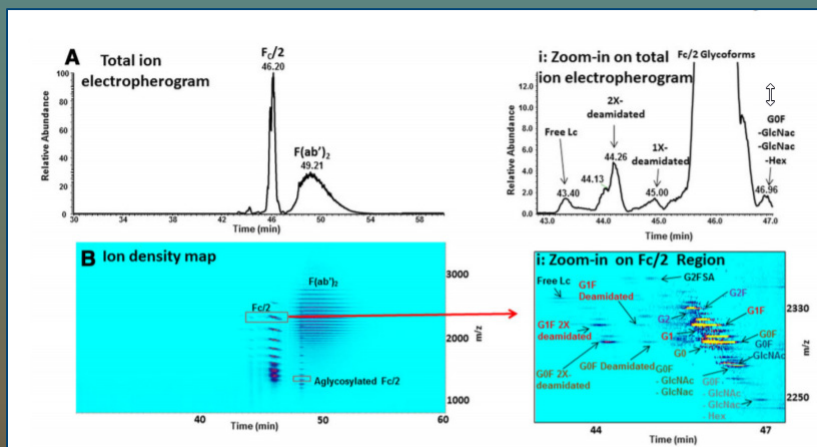 A Total ion
electropherogram
Fc/2
46.20
F(ab')2
49.21
Relative Abundance
100
80
60
40
20
0
30 35 40 46 50 54 58
Time (min)
i: Zoom-in on total
ion electropherogram
Fc/2 Glycoforms
12.0
10.0
8.0
6.0
4.0
2.0
0.0
Relative Abundance
2X-
deamidated
Free Lc
44.26
44.13
1X-
deamidated
43.40
45.00
G0F
-GlcNac
-GlcNac
-Hex
46.96
43.0 44.0 45.0 46.0 47.0
Time (min)
B Ion density map
F(ab')2
Fc/2
Aglycosylated Fc/2
3000
2000
1000
m/z
40 50 60
Time (min)
i: Zoom-in on Fc/2 Region
Free Lc
G1F
Deamidated
G2FSA
G2F
G2
G1F
G1F 2X
deamidated
G1
G0F
G0
G0F
GlcNAc
G0F Deamidated
G0F 2X-
deamidated
G0F
- GlcNAc
- GlcNac
G0F-
- GlcNAc
- GlcNac
- Hex
2330
2250
m/z
44 47
Time (min)